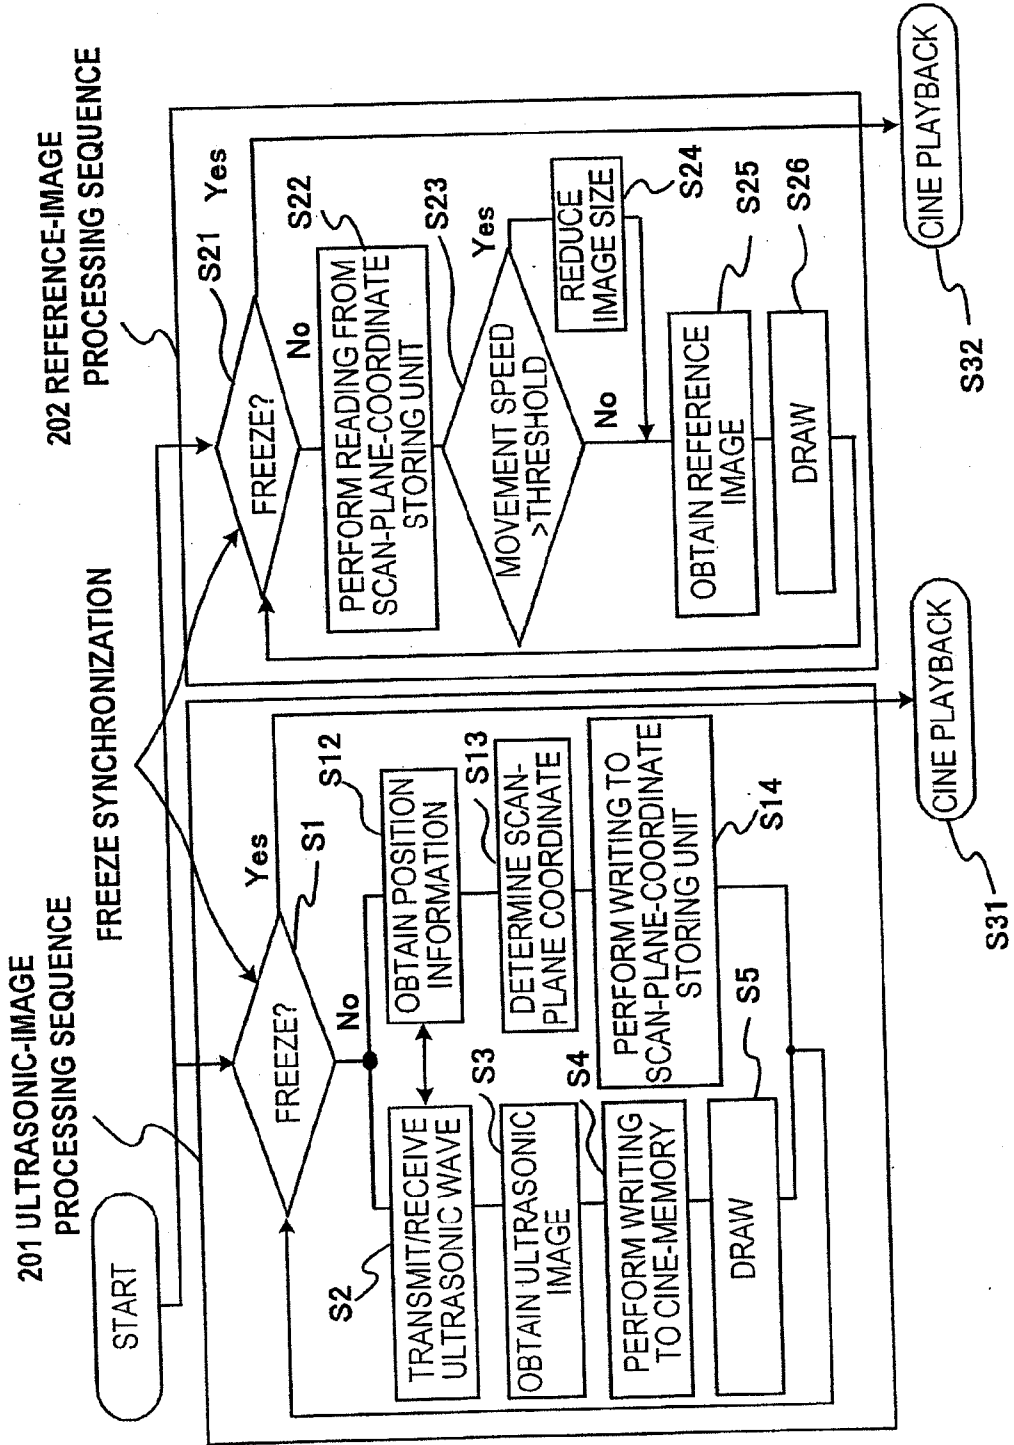 START
201 ULTRASONIC-IMAGE
PROCESSING SEQUENCE
FREEZE SYNCHRONIZATION
202 REFERENCE-IMAGE
PROCESSING SEQUENCE
FREEZE?
S1
Yes
No
S2
TRANSMIT/RECEIVE
ULTRASONIC WAVE
S3
OBTAIN ULTRASONIC
IMAGE
S4
PERFORM WRITING
TO CINE-MEMORY
S5
DRAW
S12
OBTAIN POSITION
INFORMATION
S13
DETERMINE SCAN-
PLANE COORDINATE
PERFORM WRITING TO
SCAN-PLANE-COORDINATE
STORING UNIT
S14
CINE PLAYBACK
S31
FREEZE?
S21
Yes
No
S22
PERFORM READING FROM
SCAN-PLANE-COORDINATE
STORING UNIT
S23
MOVEMENT SPEED
>THRESHOLD
Yes
No
REDUCE
IMAGE SIZE
S24
OBTAIN REFERENCE
IMAGE
S25
DRAW
S26
CINE PLAYBACK
S32